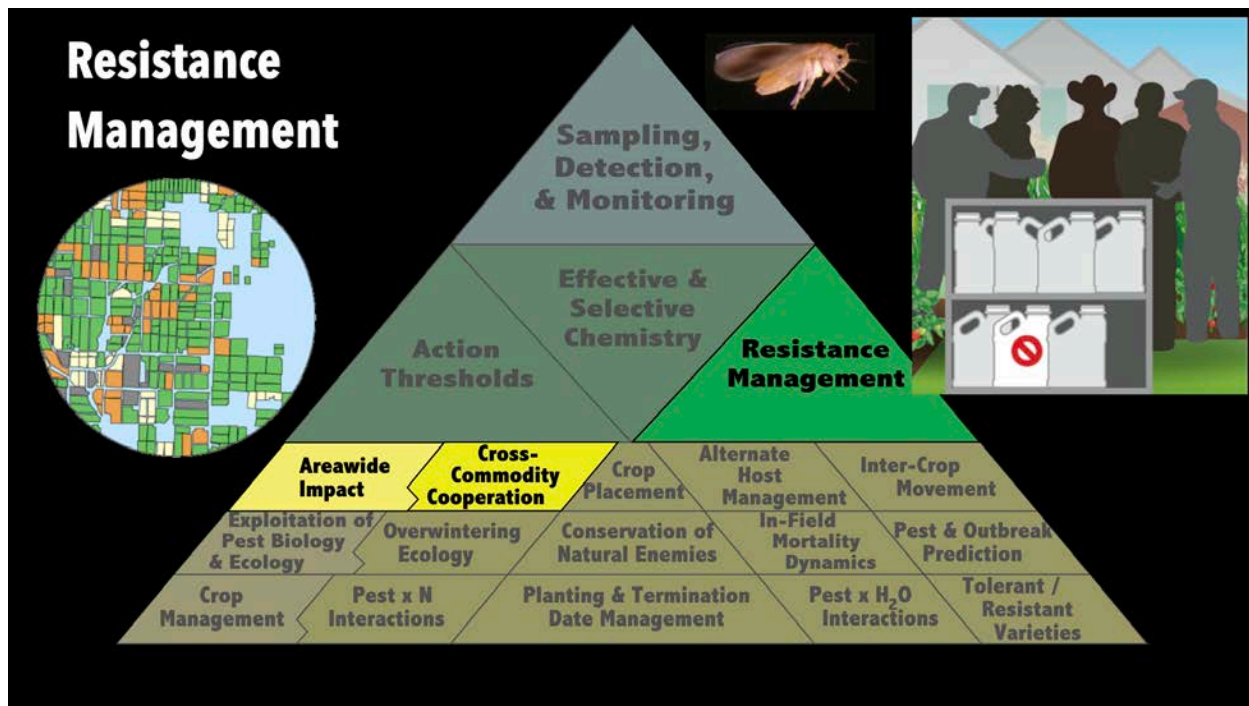 Resistance
Management
Sampling,
Detection,
& Monitoring
Effective &
Selective
Chemistry
Action
Thresholds
Resistance
Management
Areawide
Impact
Cross-
Commodity
Cooperation
Crop
Placement
Alternate
Host
Management
Inter-Crop
Movement
Exploitation of
Pest Biology
& Ecology
Overwintering
Ecology
Conservation of
Natural Enemies
In-Field
Mortality
Dynamics
Pest & Outbreak
Prediction
Crop
Management
Pest x N
Interactions
Planting & Termination
Date Management
Pest x H₂O
Interactions
Tolerant /
Resistant
Varieties